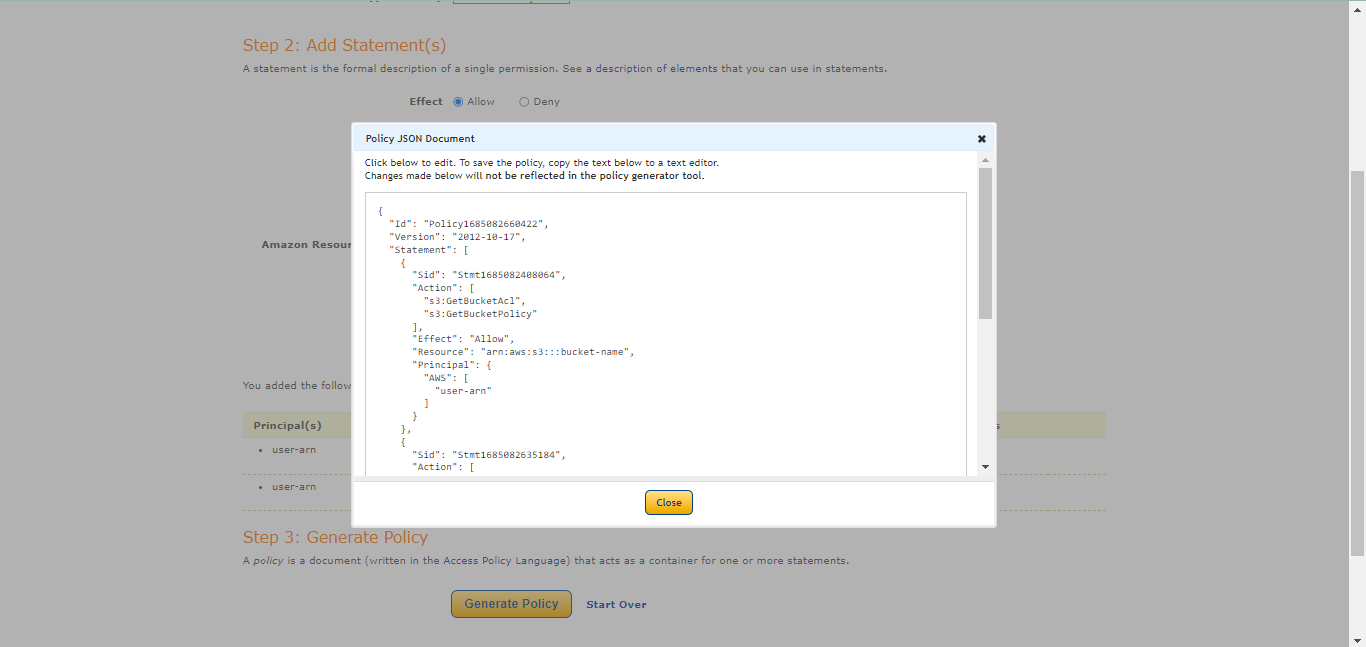 Step 2: Add Statement(s)
A statement is the formal description of a single permission. See a description of elements that you can use in statements.
Effect Allow Deny
Policy JSON Document
Click below to edit. To save the policy, copy the text below to a text editor.
Changes made below will not be reflected in the policy generator tool.
{
"Id": "Policy1685082660422",
"Version": "2012-10-17",
"Statement": [
{
"Sid": "Stmt1685082408064",
"Action": [
"s3:GetBucketAcl",
"s3:GetBucketPolicy"
],
"Effect": "Allow",
"Resource": "arn:aws:s3:::bucket-name",
"Principal": {
"AWS": [
"user-arn"
]
}
},
{
"Sid": "Stmt1685082635184",
"Action": [
Close
Amazon Resour
You added the follow
Principal(s)
s
• user-arn
• user-arn
Step 3: Generate Policy
A policy is a document (written in the Access Policy Language) that acts as a container for one or more statements.
Generate Policy Start Over